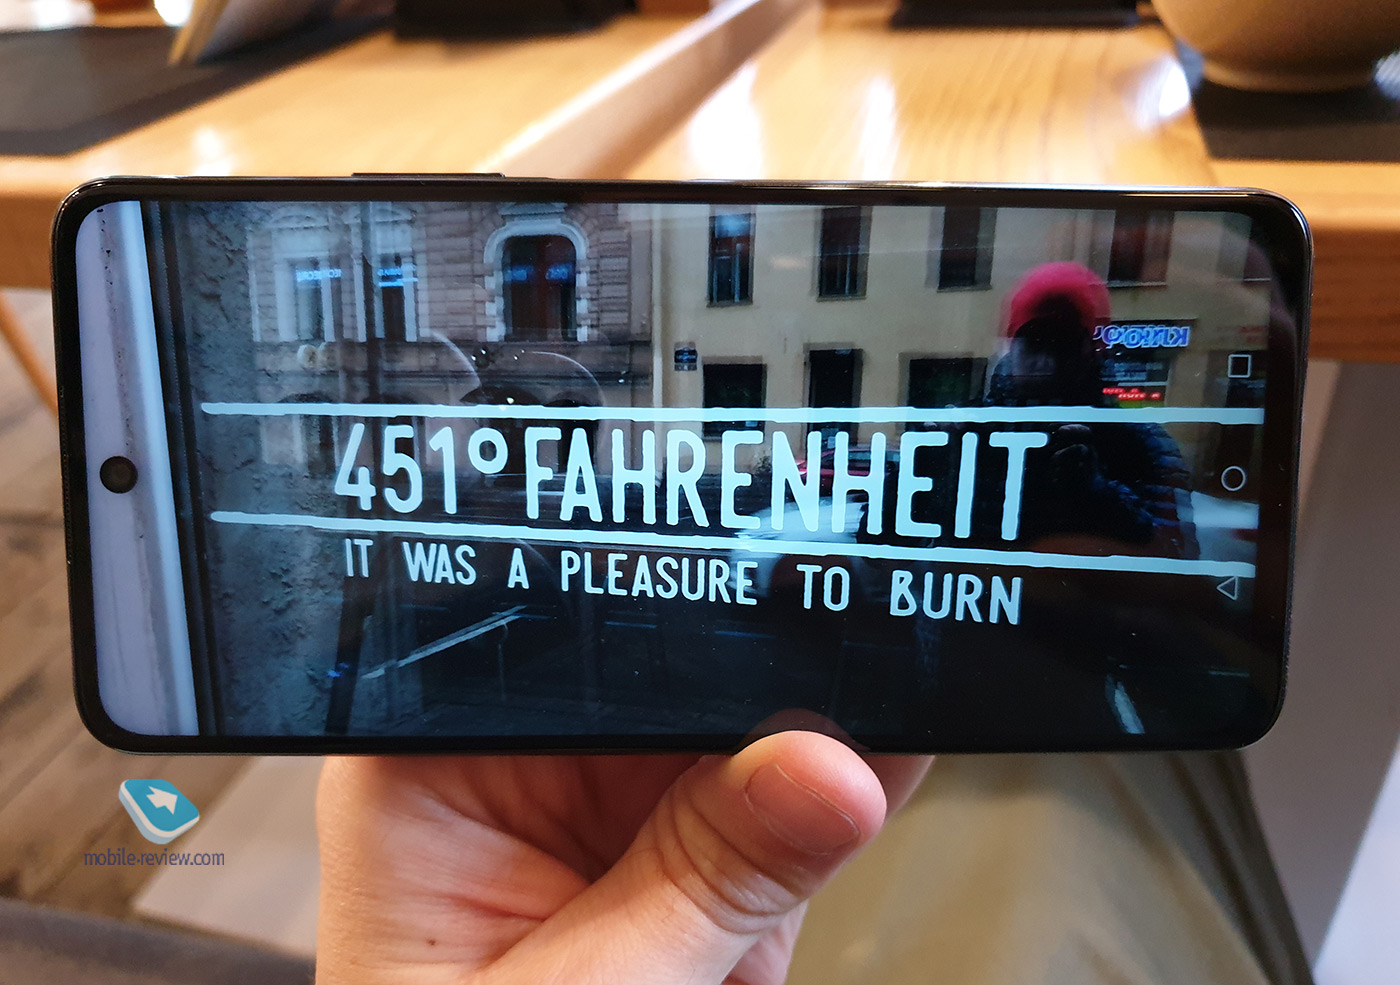 451° FAHRENHEIT
IT WAS A PLEASURE TO BURN
mobile-review.com